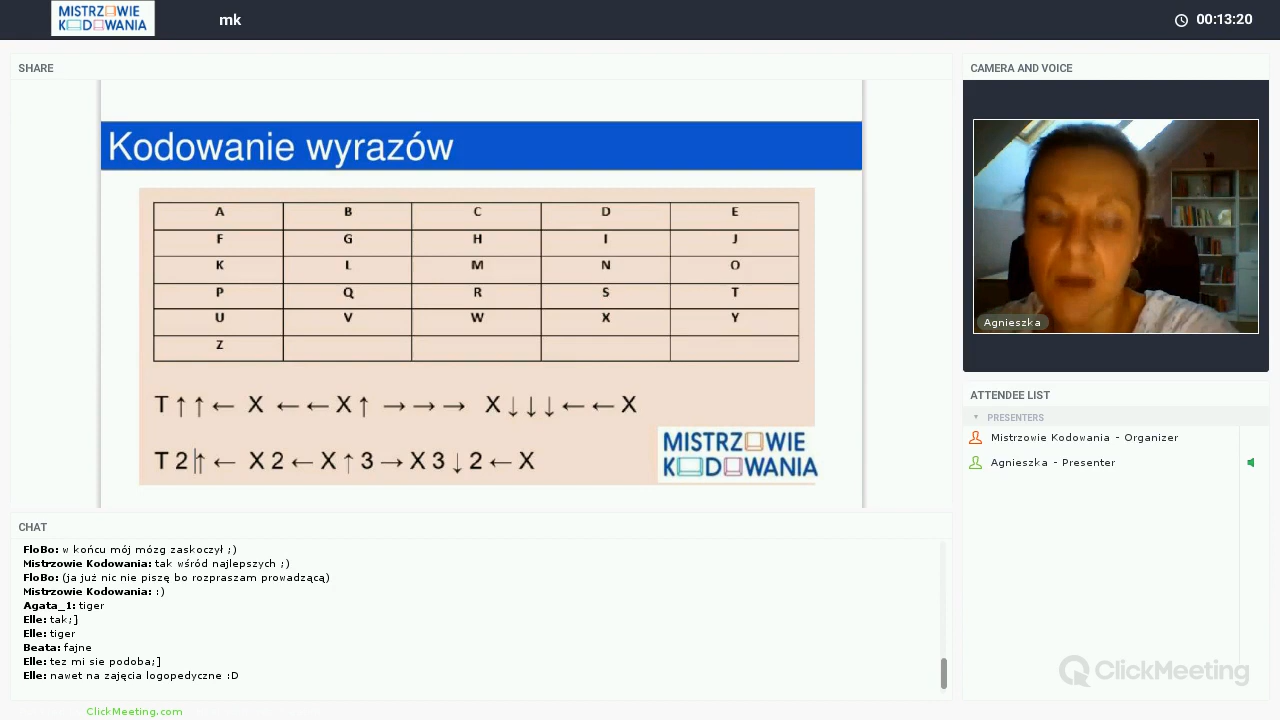 MISTRZOWIE
KODOWANIA
mk
00:13:20
SHARE
CAMERA AND VOICE
Kodowanie wyrazów
A B C D E
F G H I J
K L M N O
P Q R S T
U V W X Y
Z
T ↑ ↑ ← X ← ← X ↑ → → → X ↓ ↓ ↓ ← ← X
T 2 ↑ ← X 2 ← X ↑ 3 → X 3 ↓ 2 ← X
MISTRZOWIE
KODOWANIA
Agnieszka
ATTENDEE LIST
PRESENTERS
Mistrzowie Kodowania - Organizer
Agnieszka - Presenter
CHAT
FloBo: w końcu mój mózg zaskoczył ;)
Mistrzowie Kodowania: tak wśród najlepszych ;)
FloBo: (ja już nic nie piszę bo rozpraszam prowadzącą)
Mistrzowie Kodowania: :)
Agata_1: tiger
Elle: tak;]
Elle: tiger
Beata: fajne
Elle: tez mi sie podoba;]
Elle: nawet na zajęcia logopedyczne :D
ClickMeeting
ClickMeeting.com